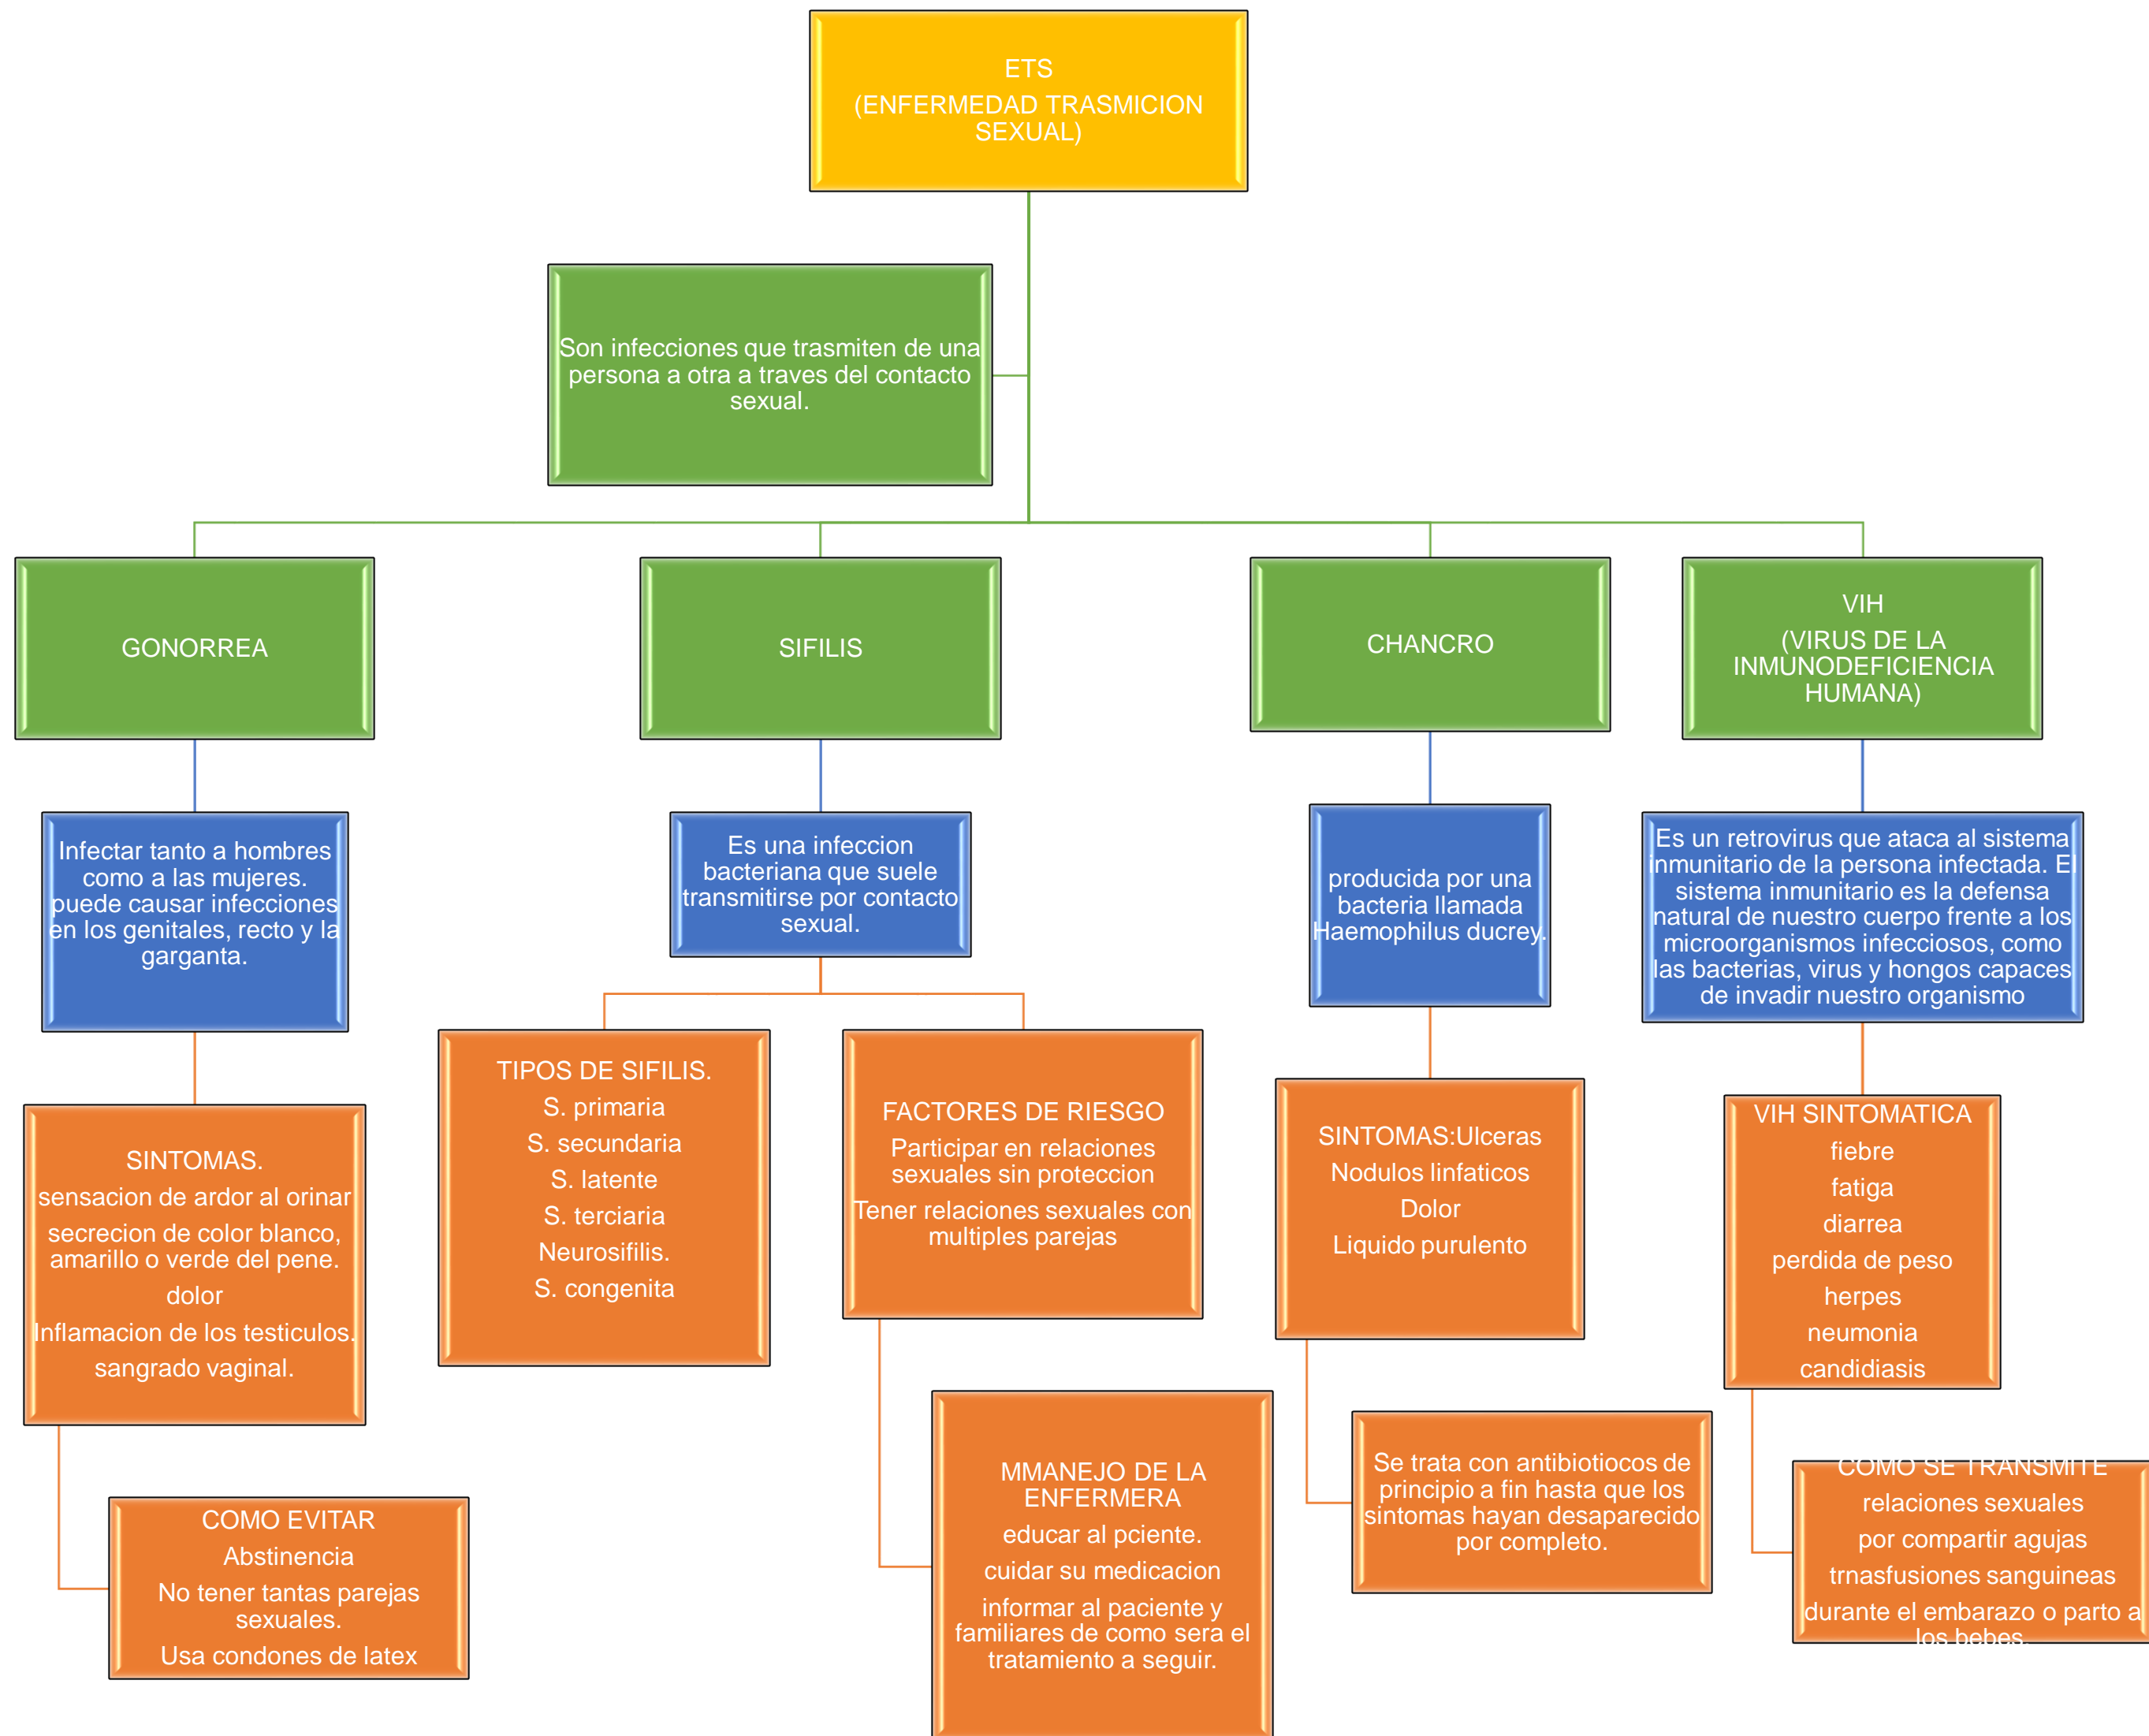 ETS
(ENFERMEDAD TRASMICION
SEXUAL)
Son infecciones que trasmiten de una
persona a otra a traves del contacto
sexual.
GONORREA
Infectar tanto a hombres
como a las mujeres.
puede causar infecciones
en los genitales, recto y la
garganta.
SINTOMAS.
sensacion de ardor al orinar
secrecion de color blanco,
amarillo o verde del pene.
dolor
Inflamacion de los testiculos.
sangrado vaginal.
COMO EVITAR
Abstinencia
No tener tantas parejas
sexuales.
Usa condones de latex
SIFILIS
Es una infeccion
bacteriana que suele
transmitirse por contacto
sexual.
TIPOS DE SIFILIS.
S. primaria
S. secundaria
S. latente
S. terciaria
Neurosifilis.
S. congenita
FACTORES DE RIESGO
Participar en relaciones
sexuales sin proteccion
Tener relaciones sexuales con
multiples parejas
MMANEJO DE LA
ENFERMERA
educar al pciente.
cuidar su medicacion
informar al paciente y
familiares de como sera el
tratamiento a seguir.
CHANCRO
producida por una
bacteria llamada
Haemophilus ducrey.
SINTOMAS:Ulceras
Nodulos linfaticos
Dolor
Liquido purulento
Se trata con antibiotiocos de
principio a fin hasta que los
sintomas hayan desaparecido
por completo.
VIH
(VIRUS DE LA
INMUNODEFICIENCIA
HUMANA)
Es un retrovirus que ataca al sistema
inmunitario de la persona infectada. El
sistema inmunitario es la defensa
natural de nuestro cuerpo frente a los
microorganismos infecciosos, como
las bacterias, virus y hongos capaces
de invadir nuestro organismo
VIH SINTOMATICA
fiebre
fatiga
diarrea
perdida de peso
herpes
neumonia
candidiasis
COMO SE TRANSMITE
relaciones sexuales
por compartir agujas
trnasfusiones sanguineas
durante el embarazo o parto a
los bebes.